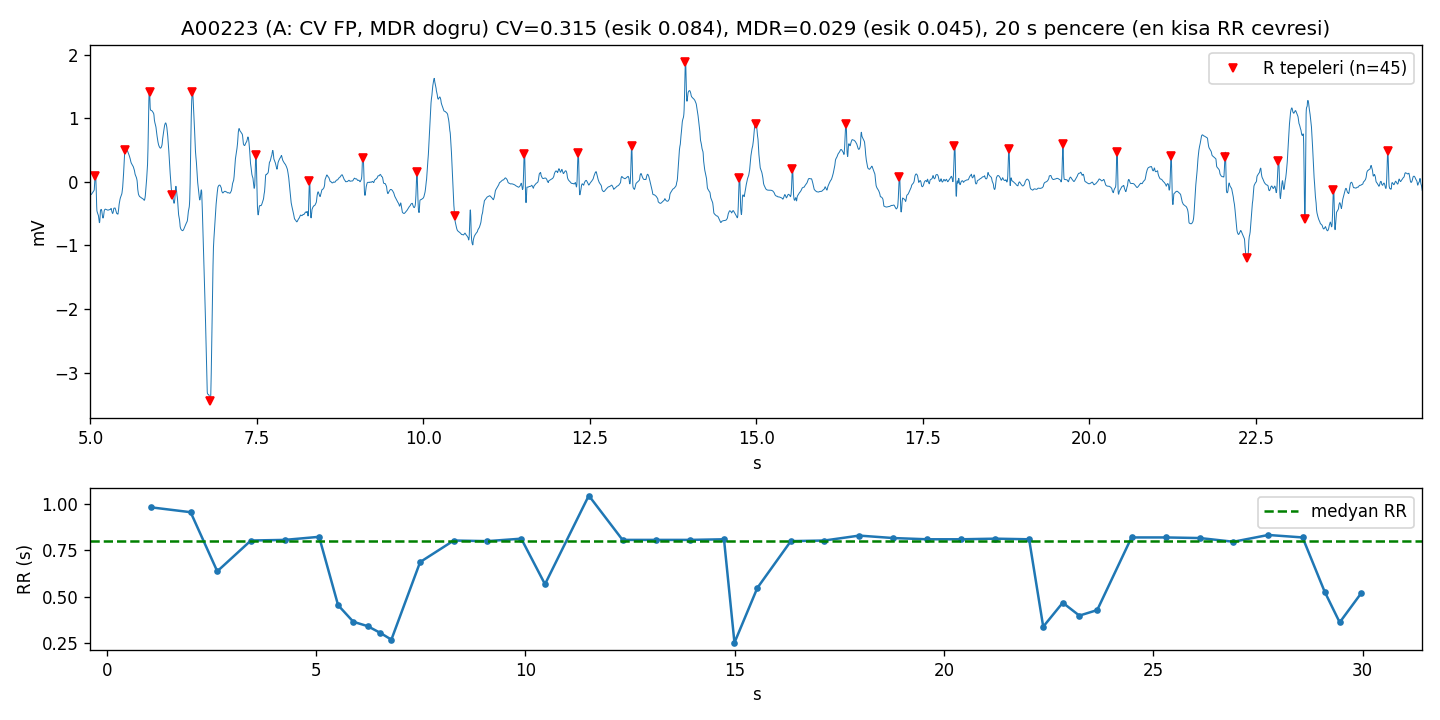 A00223 (A: CV FP, MDR dogru) CV=0.315 (esik 0.084), MDR=0.029 (esik 0.045), 20 s pencere (en kisa RR cevresi)
R tepeleri (n=45)
mV
2
1
0
−1
−2
−3
5.0 7.5 10.0 12.5 15.0 17.5 20.0 22.5
s
medyan RR
RR (s)
1.00
0.75
0.50
0.25
0 5 10 15 20 25 30
s